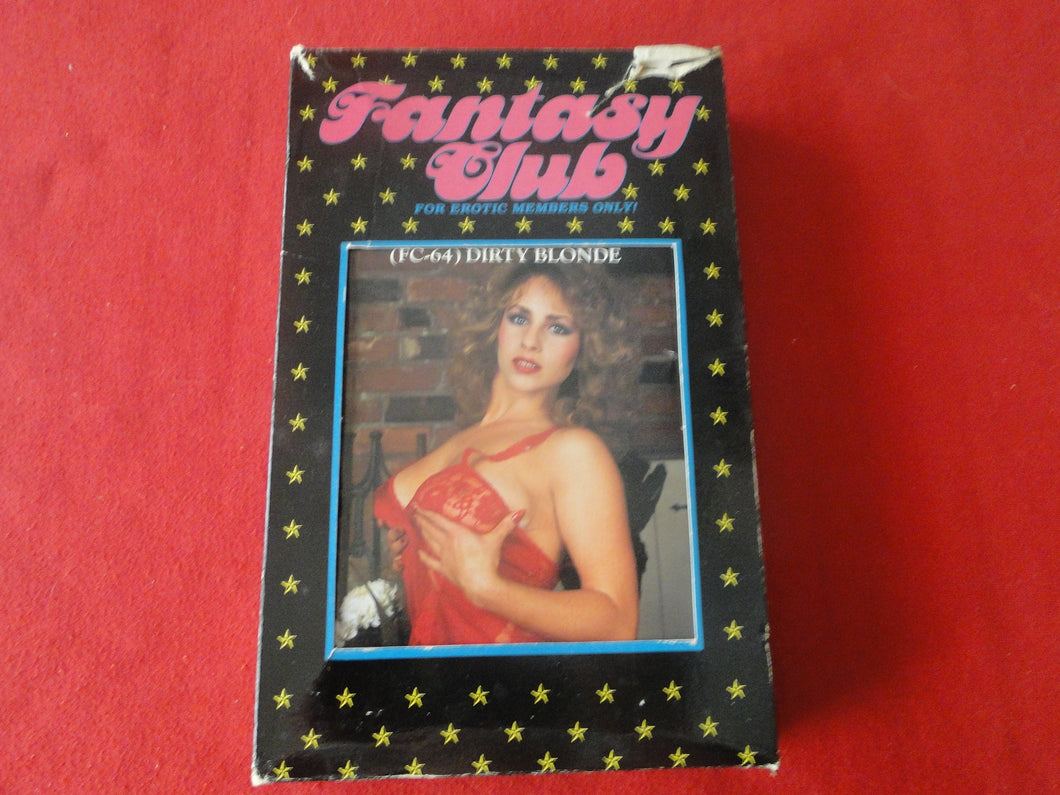 Fantasy
Club
FOR EROTIC MEMBERS ONLY!
(FC-64) DIRTY BLONDE